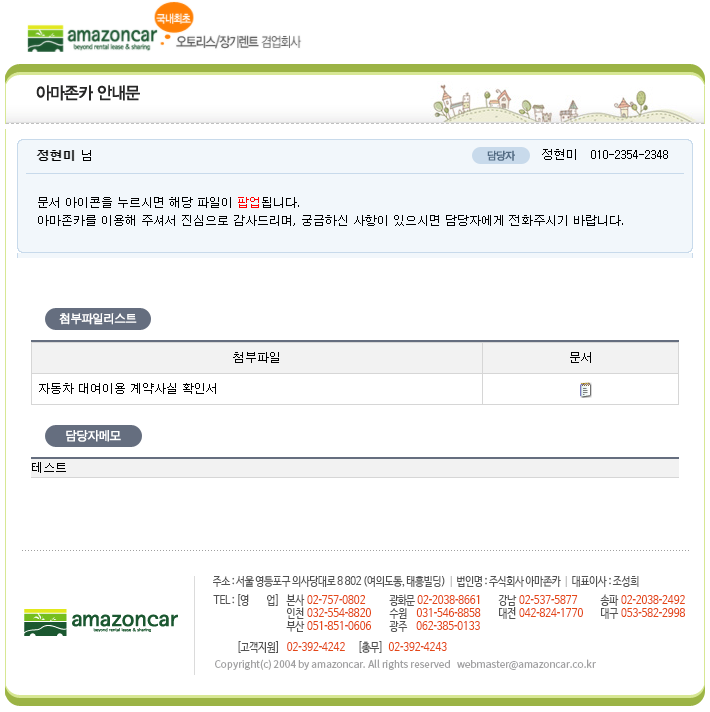 국내최초
amazoncar
beyond rental lease & sharing
오토리스/장기렌트 겸업회사
아마존카 안내문
정현미 님 담당자 정현미 010-2354-2348
문서 아이콘을 누르시면 해당 파일이 팝업됩니다.
아마존카를 이용해 주셔서 진심으로 감사드리며, 궁금하신 사항이 있으시면 담당자에게 전화주시기 바랍니다.
첨부파일리스트
첨부파일 문서
자동차 대여이용 계약사실 확인서
담당자메모
테스트
주소 : 서울 영등포구 의사당대로 8 802 (여의도동, 태흥빌딩) | 법인명 : 주식회사 아마존카 | 대표이사 : 조성희
amazoncar
beyond rental lease & sharing
TEL : [영 업] 본사 02-757-0802 광화문 02-2038-8661 강남 02-537-5877 송파 02-2038-2492
인천 032-554-8820 수원 031-546-8858 대전 042-824-1770 대구 053-582-2998
부산 051-851-0606 광주 062-385-0133
[고객지원] 02-392-4242 [총무] 02-392-4243
Copyright(c) 2004 by amazoncar. All rights reserved webmaster@amazoncar.co.kr